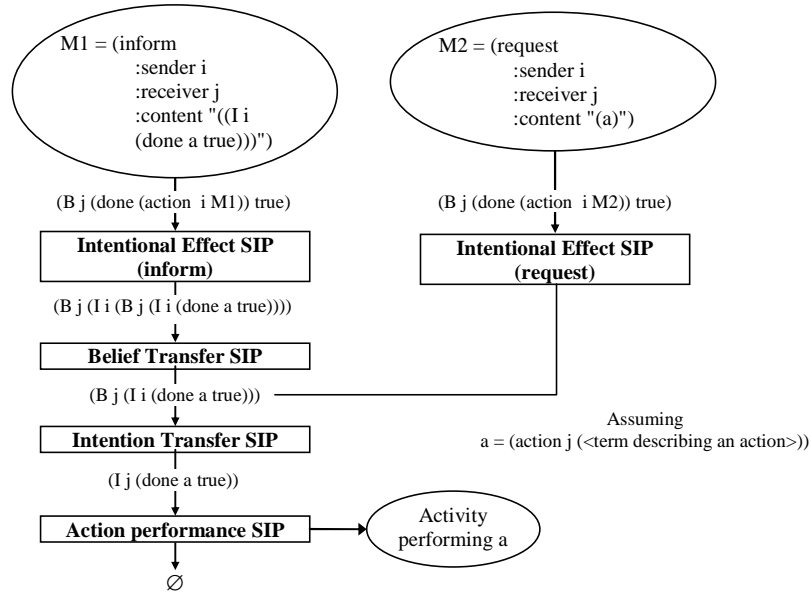 M1 = (inform
:sender i
:receiver j
:content "((I i
(done a true)))")
M2 = (request
:sender i
:receiver j
:content "(a)")
(B j (done (action i M1)) true)
(B j (done (action i M2)) true)
Intentional Effect SIP
(inform)
Intentional Effect SIP
(request)
(B j (I i (B j (I i (done a true))))
Belief Transfer SIP
(B j (I i (done a true)))
Intention Transfer SIP
Assuming
a = (action j (<term describing an action>))
(I j (done a true))
Action performance SIP
Activity
performing a
∅